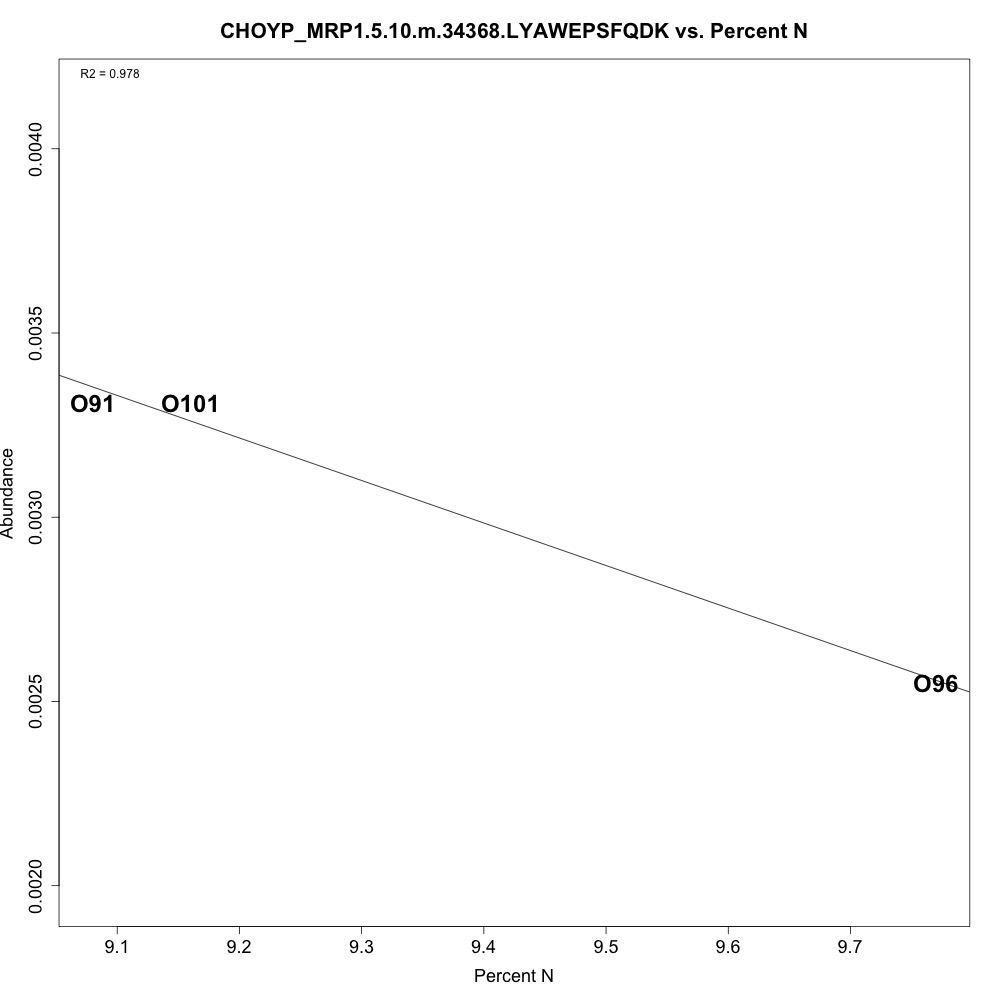 CHOYP_MRP1.5.10.m.34368.LYAWEPSFQDK vs. Percent N
R2 = 0.978
0.0040
0.0035
O91 O101
Abundance
0.0030
O96
0.0025
0.0020
9.1 9.2 9.3 9.4 9.5 9.6 9.7
Percent N